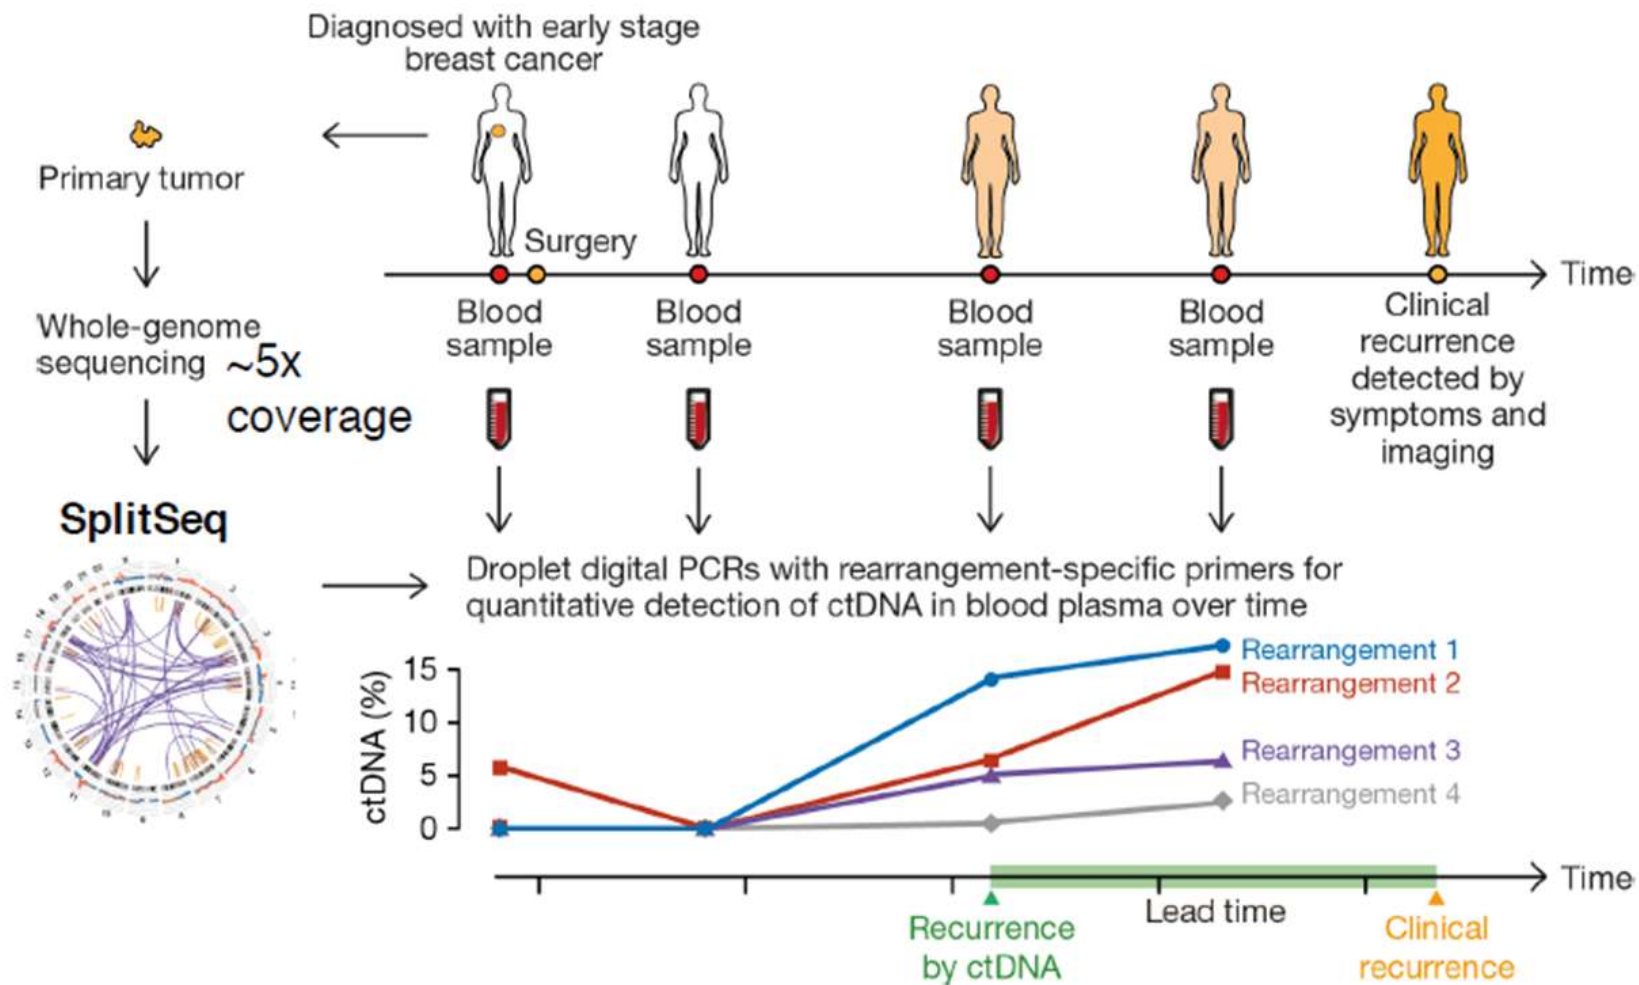 Diagnosed with early stage
breast cancer
Primary tumor
Surgery
Time
Whole-genome
sequencing ~5x
coverage
Blood
sample
Blood
sample
Blood
sample
Blood
sample
Clinical
recurrence
detected by
symptoms and
imaging
SplitSeq
Droplet digital PCRs with rearrangement-specific primers for
quantitative detection of ctDNA in blood plasma over time
ctDNA (%)
15
10
5
0
Rearrangement 1
Rearrangement 2
Rearrangement 3
Rearrangement 4
Time
Lead time
Recurrence
by ctDNA
Clinical
recurrence